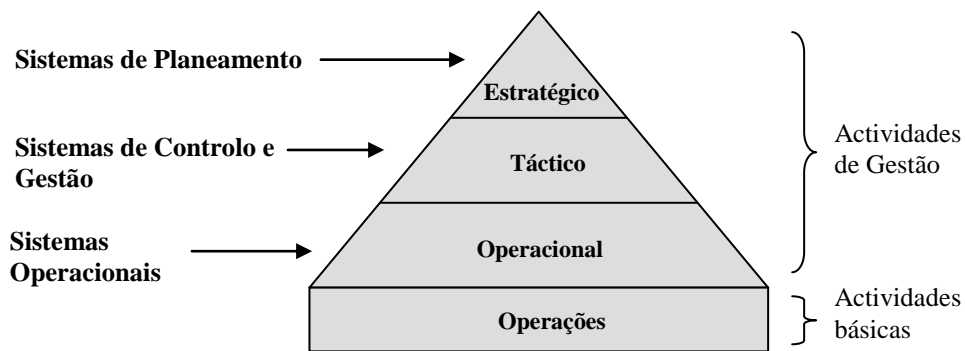 Sistemas de Planeamento
Estratégico
Sistemas de Controlo e
Gestão
Táctico
Actividades
de Gestão
Sistemas
Operacionais
Operacional
Operações
Actividades
básicas